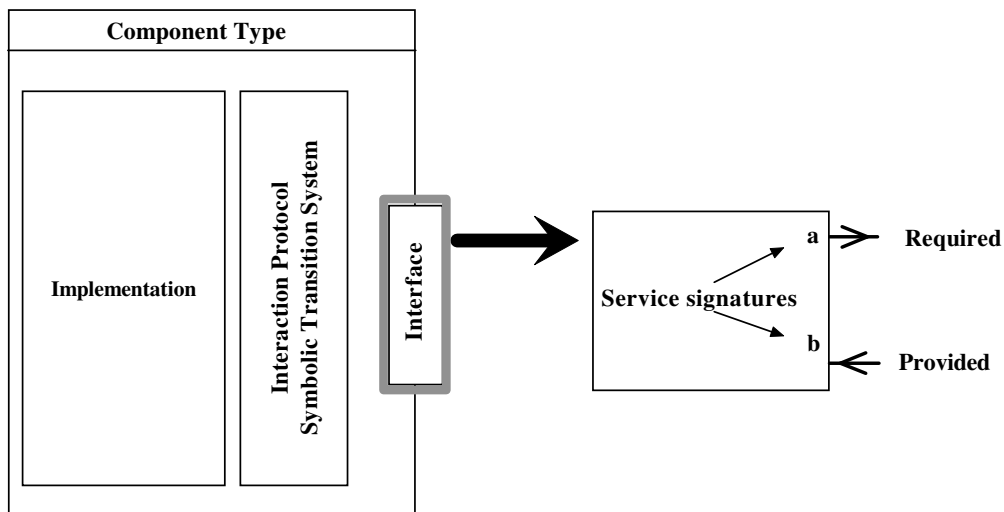 Component Type
Implementation
Interaction Protocol
Symbolic Transition System
Interface
a
Required
Service signatures
b
Provided